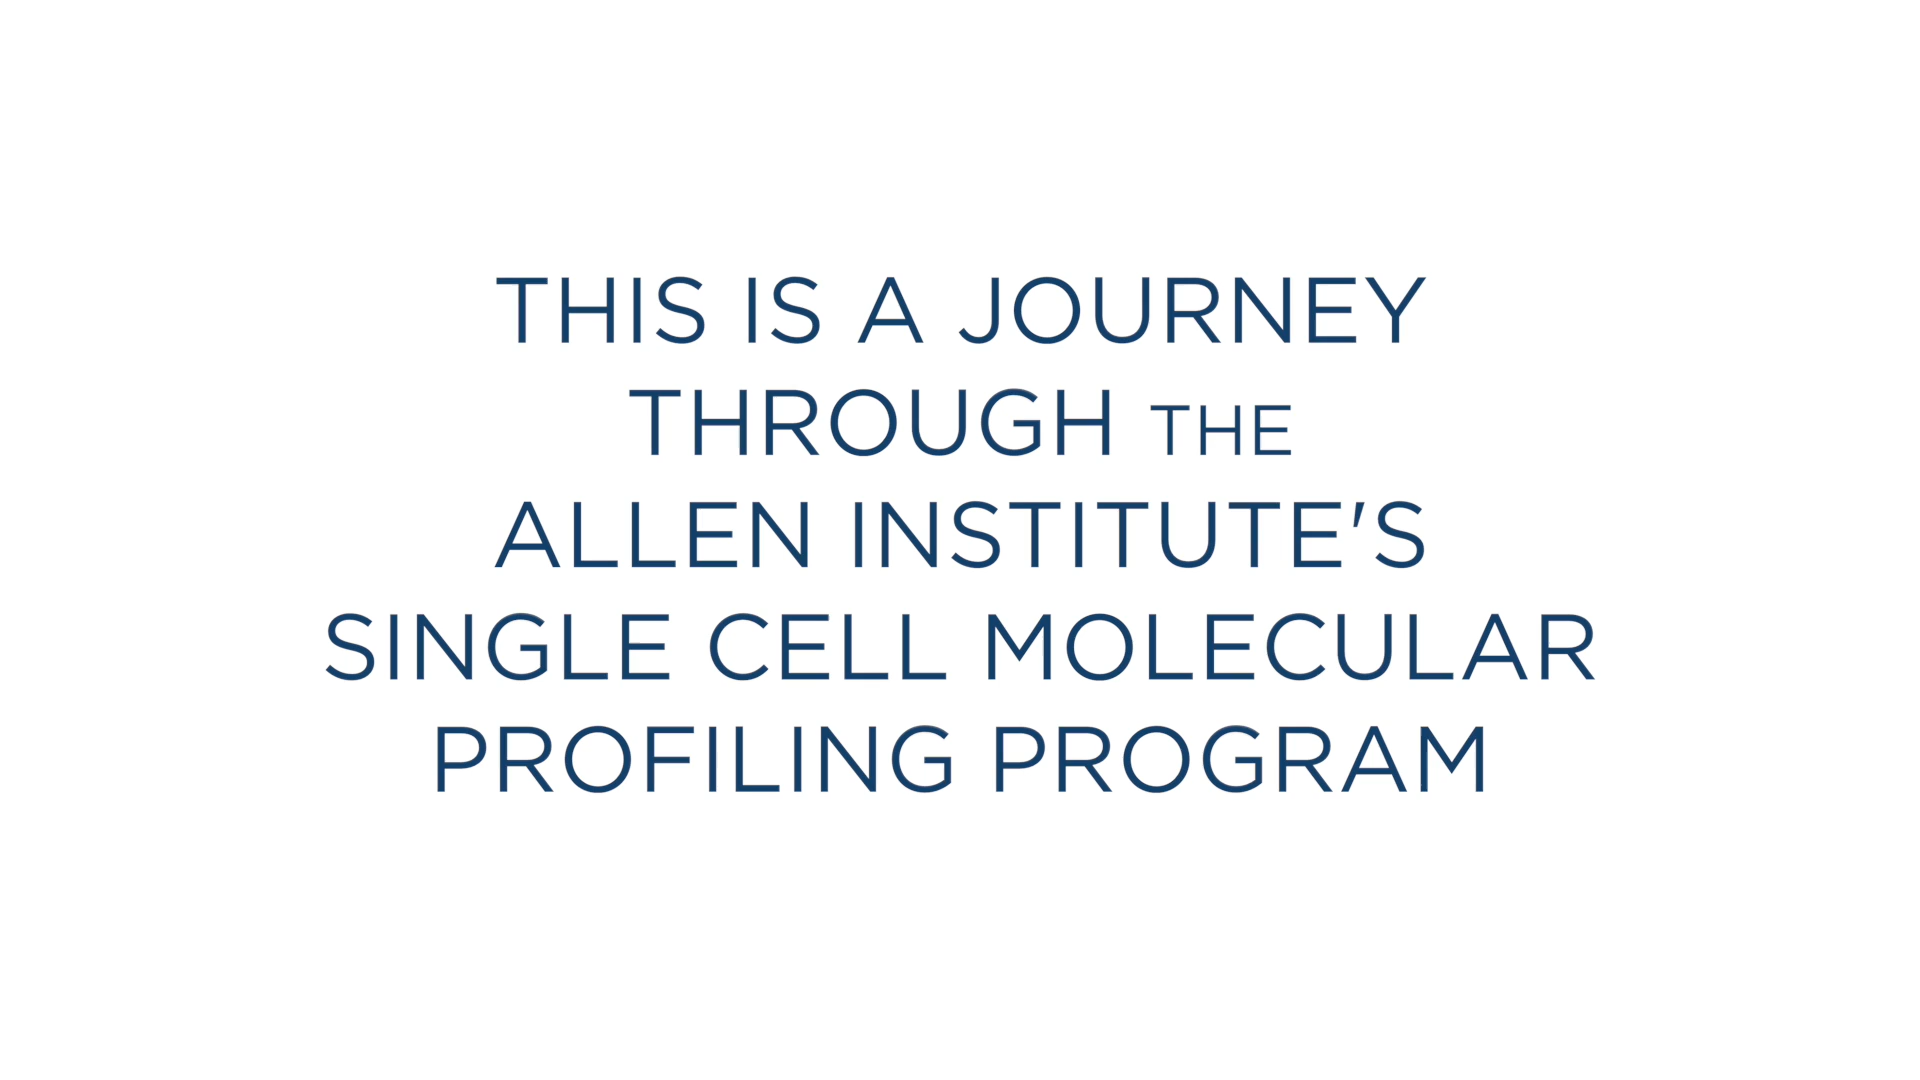 THIS IS A JOURNEY
THROUGH THE
ALLEN INSTITUTE'S
SINGLE CELL MOLECULAR
PROFILING PROGRAM